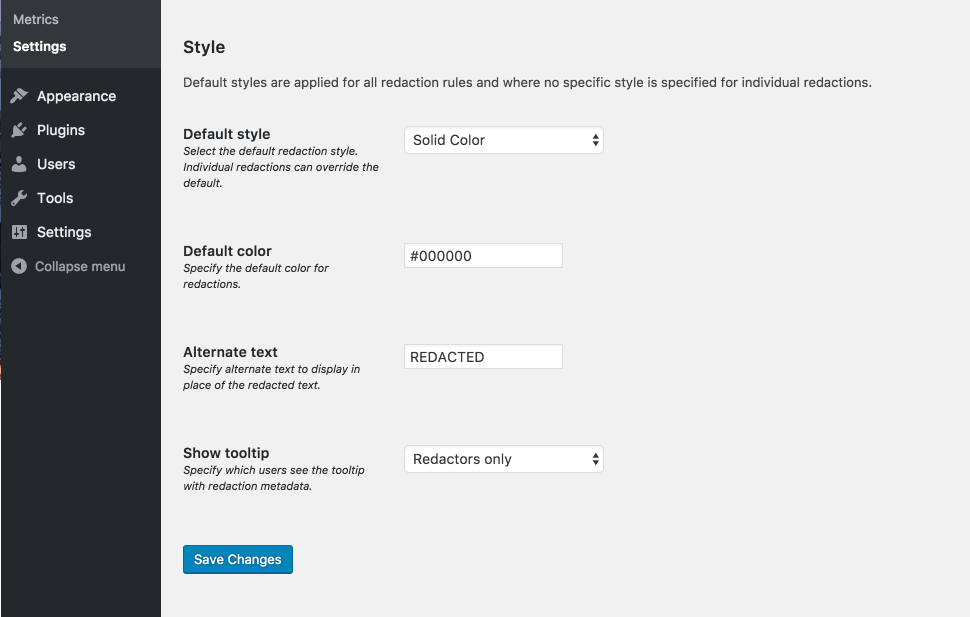 Metrics
Settings
Appearance
Plugins
Users
Tools
Settings
Collapse menu
Style
Default styles are applied for all redaction rules and where no specific style is specified for individual redactions.
Default style
Select the default redaction style.
Individual redactions can override the
default.
Solid Color
Default color
Specify the default color for
redactions.
#000000
Alternate text
Specify alternate text to display in
place of the redacted text.
REDACTED
Show tooltip
Specify which users see the tooltip
with redaction metadata.
Redactors only
Save Changes